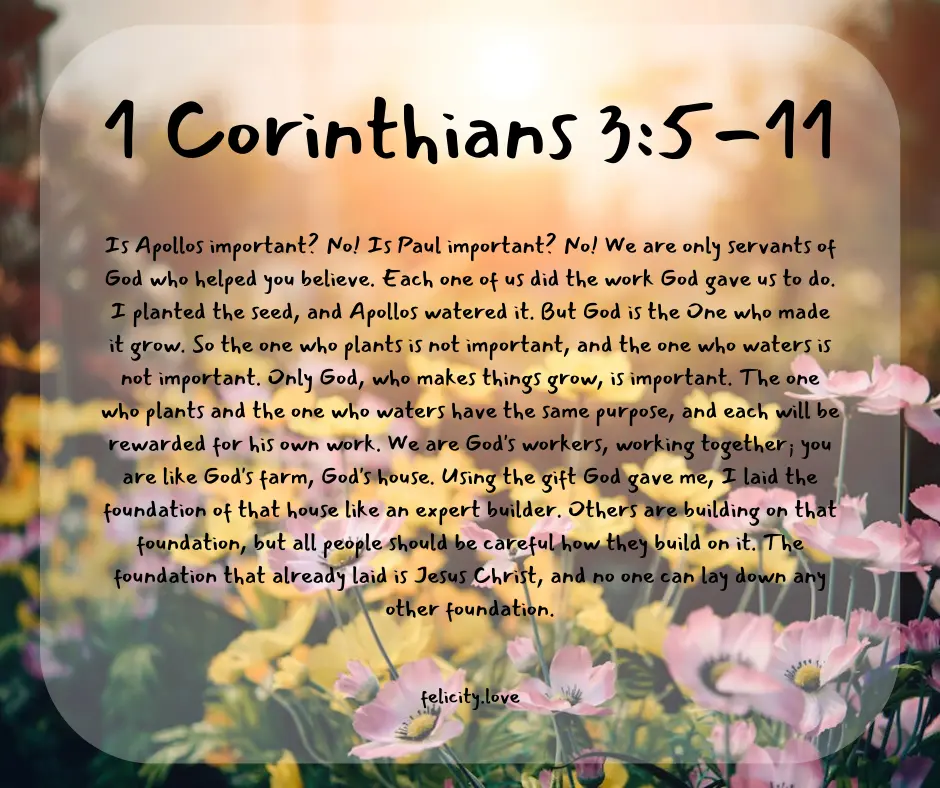 1 Corinthians 3:5-11
Is Apollos important? No! Is Paul important? No! We are only servants of
God who helped you believe. Each one of us did the work God gave us to do.
I planted the seed, and Apollos watered it. But God is the One who made
it grow. So the one who plants is not important, and the one who waters is
not important. Only God, who makes things grow, is important. The one
who plants and the one who waters have the same purpose, and each will be
rewarded for his own work. We are God's workers, working together; you
are like God's farm, God's house. Using the gift God gave me, I laid the
foundation of that house like an expert builder. Others are building on that
foundation, but all people should be careful how they build on it. The
foundation that already laid is Jesus Christ, and no one can lay down any
other foundation.
felicity.love